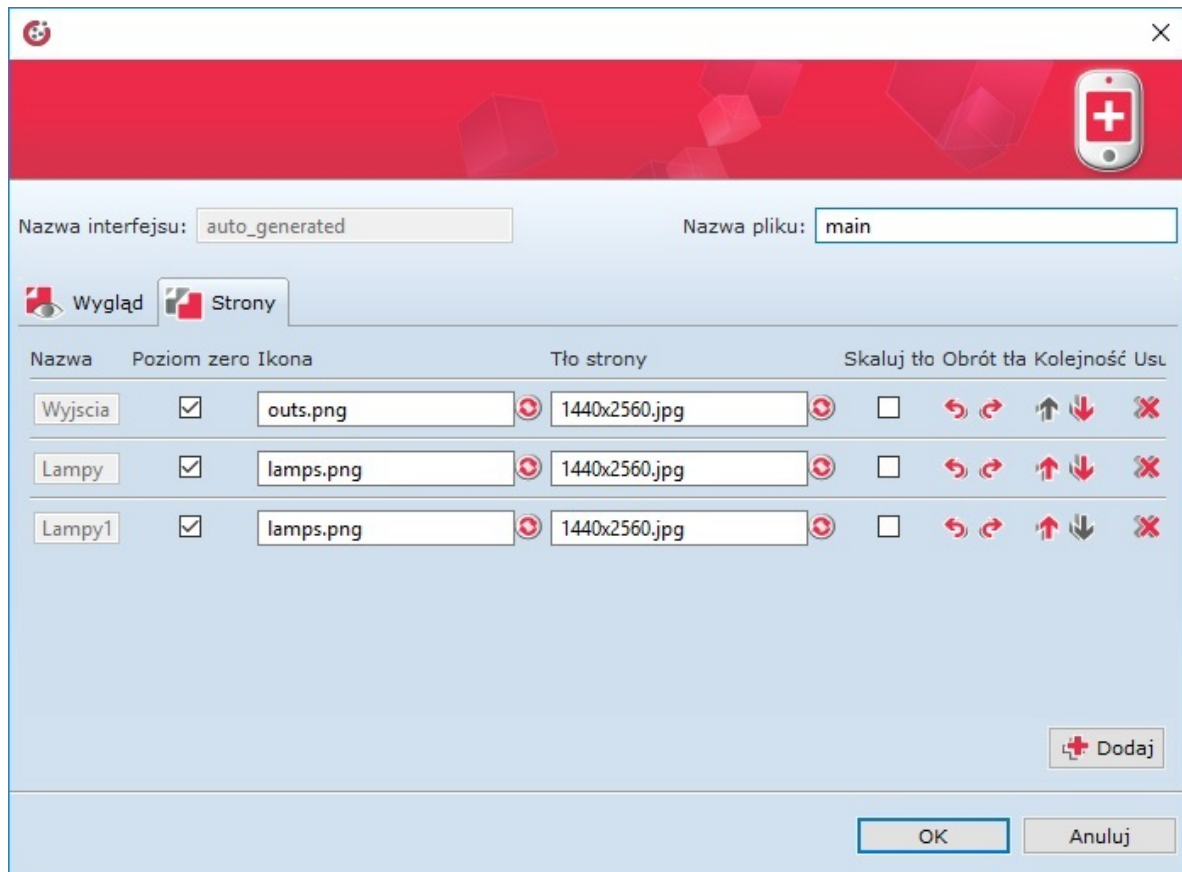 Nazwa interfejsu: auto_generated Nazwa pliku: main
Wygląd Strony
Nazwa Poziom zero Ikona Tło strony Skaluj tło Obrót tła Kolejność Usu
Wyjscia outs.png 1440x2560.jpg
Lampy lamps.png 1440x2560.jpg
Lampy1 lamps.png 1440x2560.jpg
Dodaj
OK Anuluj